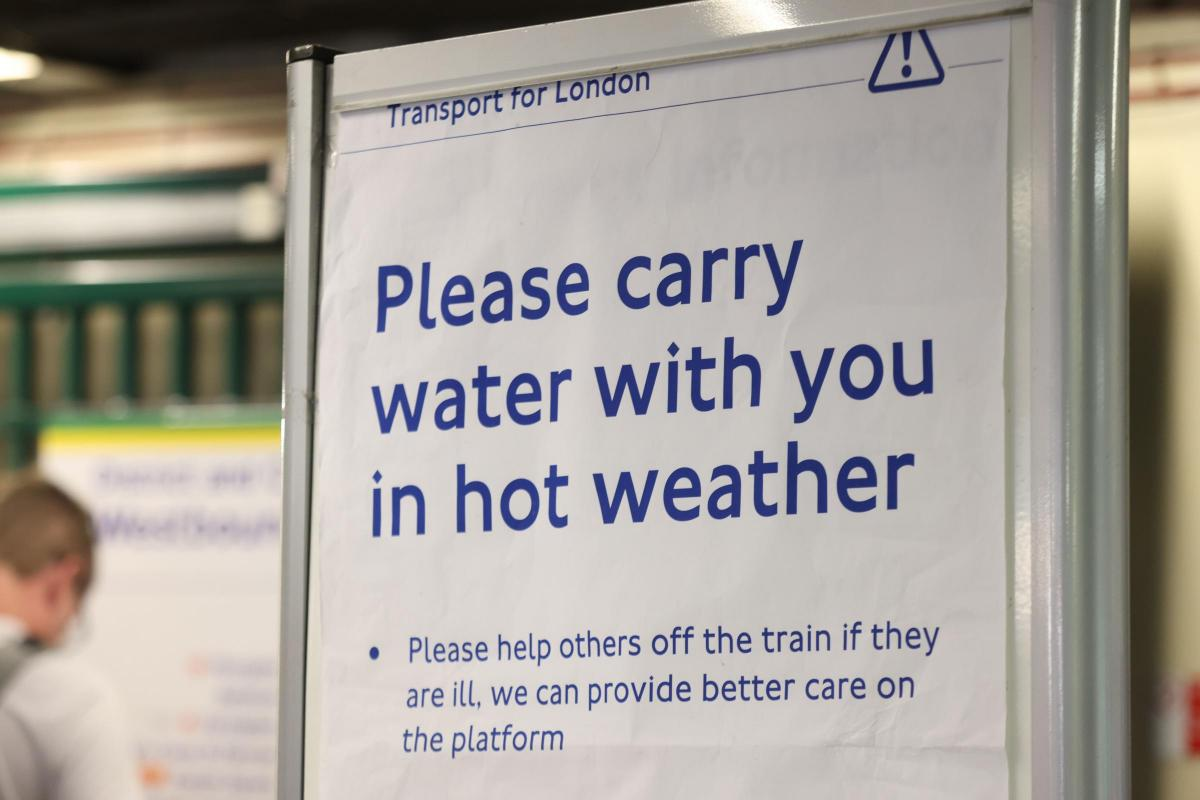 Transport for London
Please carry
water with you
in hot weather
• Please help others off the train if they
are ill, we can provide better care on
the platform